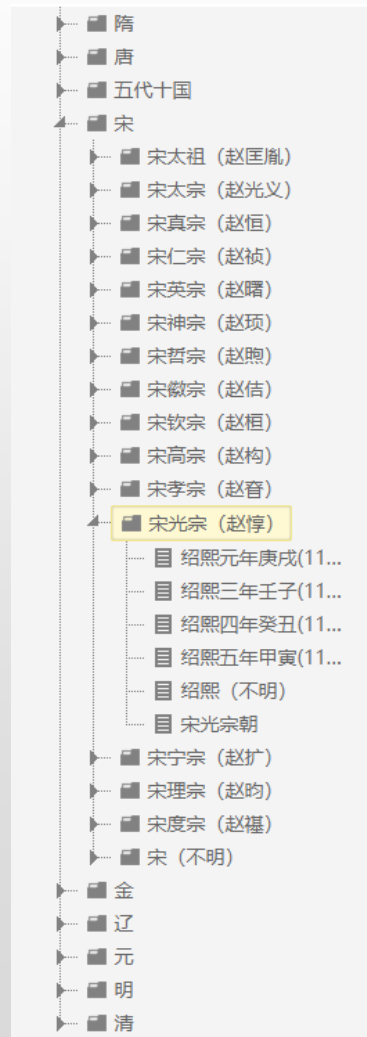 隋
唐
五代十国
宋
宋太祖（赵匡胤）
宋太宗（赵光义）
宋真宗（赵恒）
宋仁宗（赵祯）
宋英宗（赵曙）
宋神宗（赵顼）
宋哲宗（赵煦）
宋徽宗（赵佶）
宋钦宗（赵桓）
宋高宗（赵构）
宋孝宗（赵昚）
宋光宗（赵惇）
绍熙元年庚戌(11...
绍熙三年壬子(11...
绍熙四年癸丑(11...
绍熙五年甲寅(11...
绍熙（不明）
宋光宗朝
宋宁宗（赵扩）
宋理宗（赵昀）
宋度宗（赵禥）
宋（不明）
金
辽
元
明
清